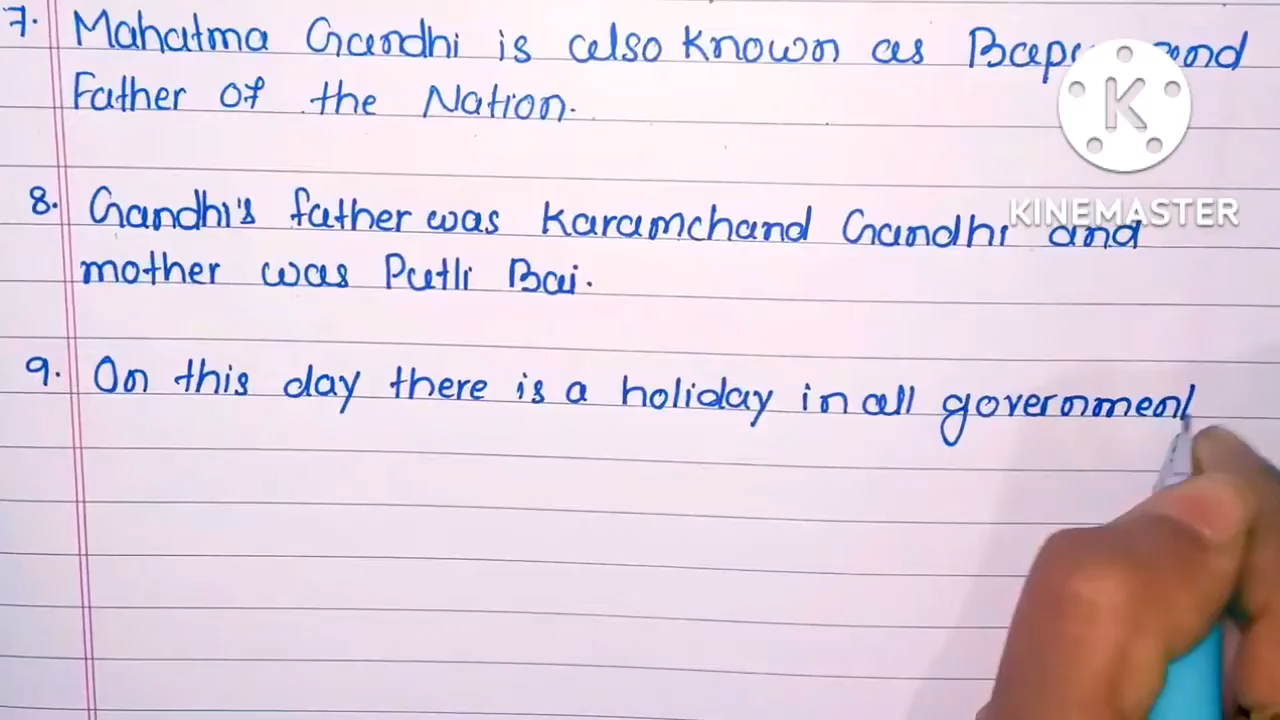 7. Mahatma Gandhi is also known as and
Father of the Nation.
8. Gandhi's father was Karamchand Gandhi and
mother was Putli Bai.
9. On this day there is a holiday in all government
K
KINEMASTER